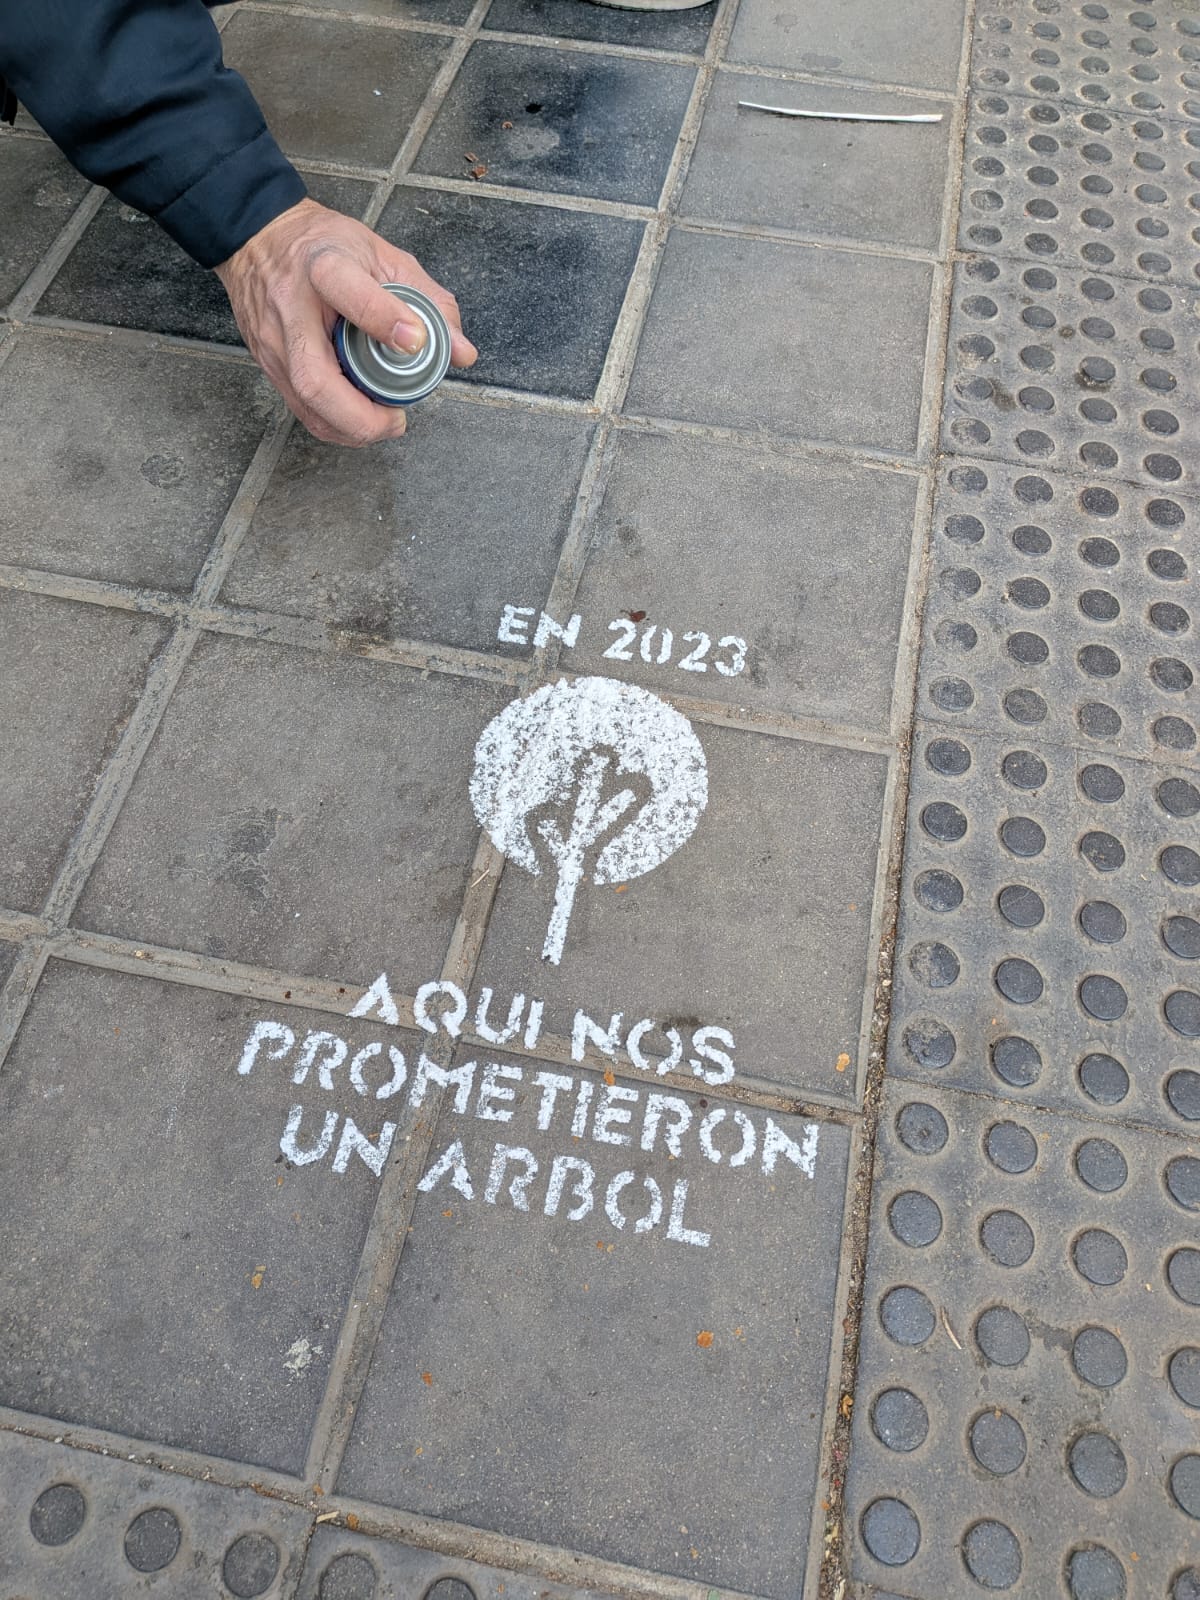 EN 2023
AQUI NOS
PROMETIERON
UN ARBOL